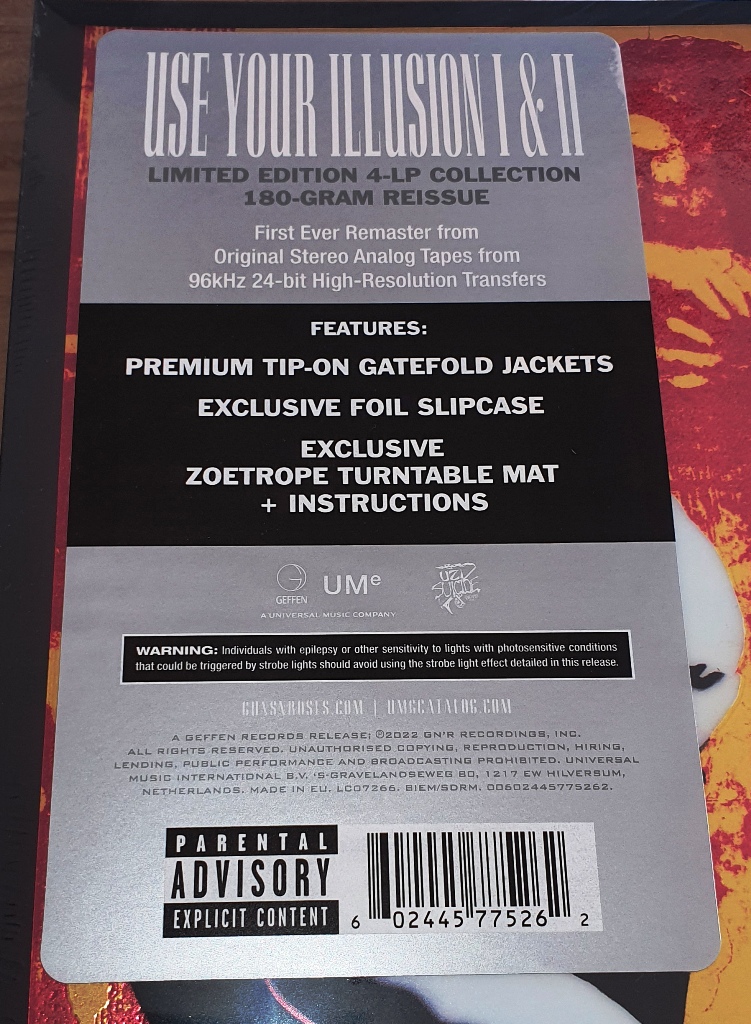 USE YOUR ILLUSION I & II
LIMITED EDITION 4-LP COLLECTION
180-GRAM REISSUE
First Ever Remaster from
Original Stereo Analog Tapes from
96kHz 24-bit High-Resolution Transfers
FEATURES:
PREMIUM TIP-ON GATEFOLD JACKETS
EXCLUSIVE FOIL SLIPCASE
EXCLUSIVE
ZOETROPE TURNTABLE MAT
+ INSTRUCTIONS
GEFFEN
UMe
UZI
SUICIDE
A UNIVERSAL MUSIC COMPANY
WARNING: Individuals with epilepsy or other sensitivity to lights with photosensitive conditions
that could be triggered by strobe lights should avoid using the strobe light effect detailed in this release.
GUNSNROSES.COM | UMGCATALOG.COM
A GEFFEN RECORDS RELEASE; ℗2022 GN'R RECORDINGS, INC.
ALL RIGHTS RESERVED. UNAUTHORISED COPYING, REPRODUCTION, HIRING,
LENDING, PUBLIC PERFORMANCE AND BROADCASTING PROHIBITED. UNIVERSAL
MUSIC INTERNATIONAL B.V. 'S-GRAVELANDSEWEG 80, 1217 EW HILVERSUM,
NETHERLANDS. MADE IN EU. LC07266. BIEM/SDRM. 00602445775262.
PARENTAL
ADVISORY
EXPLICIT CONTENT
6 02445 77526 2